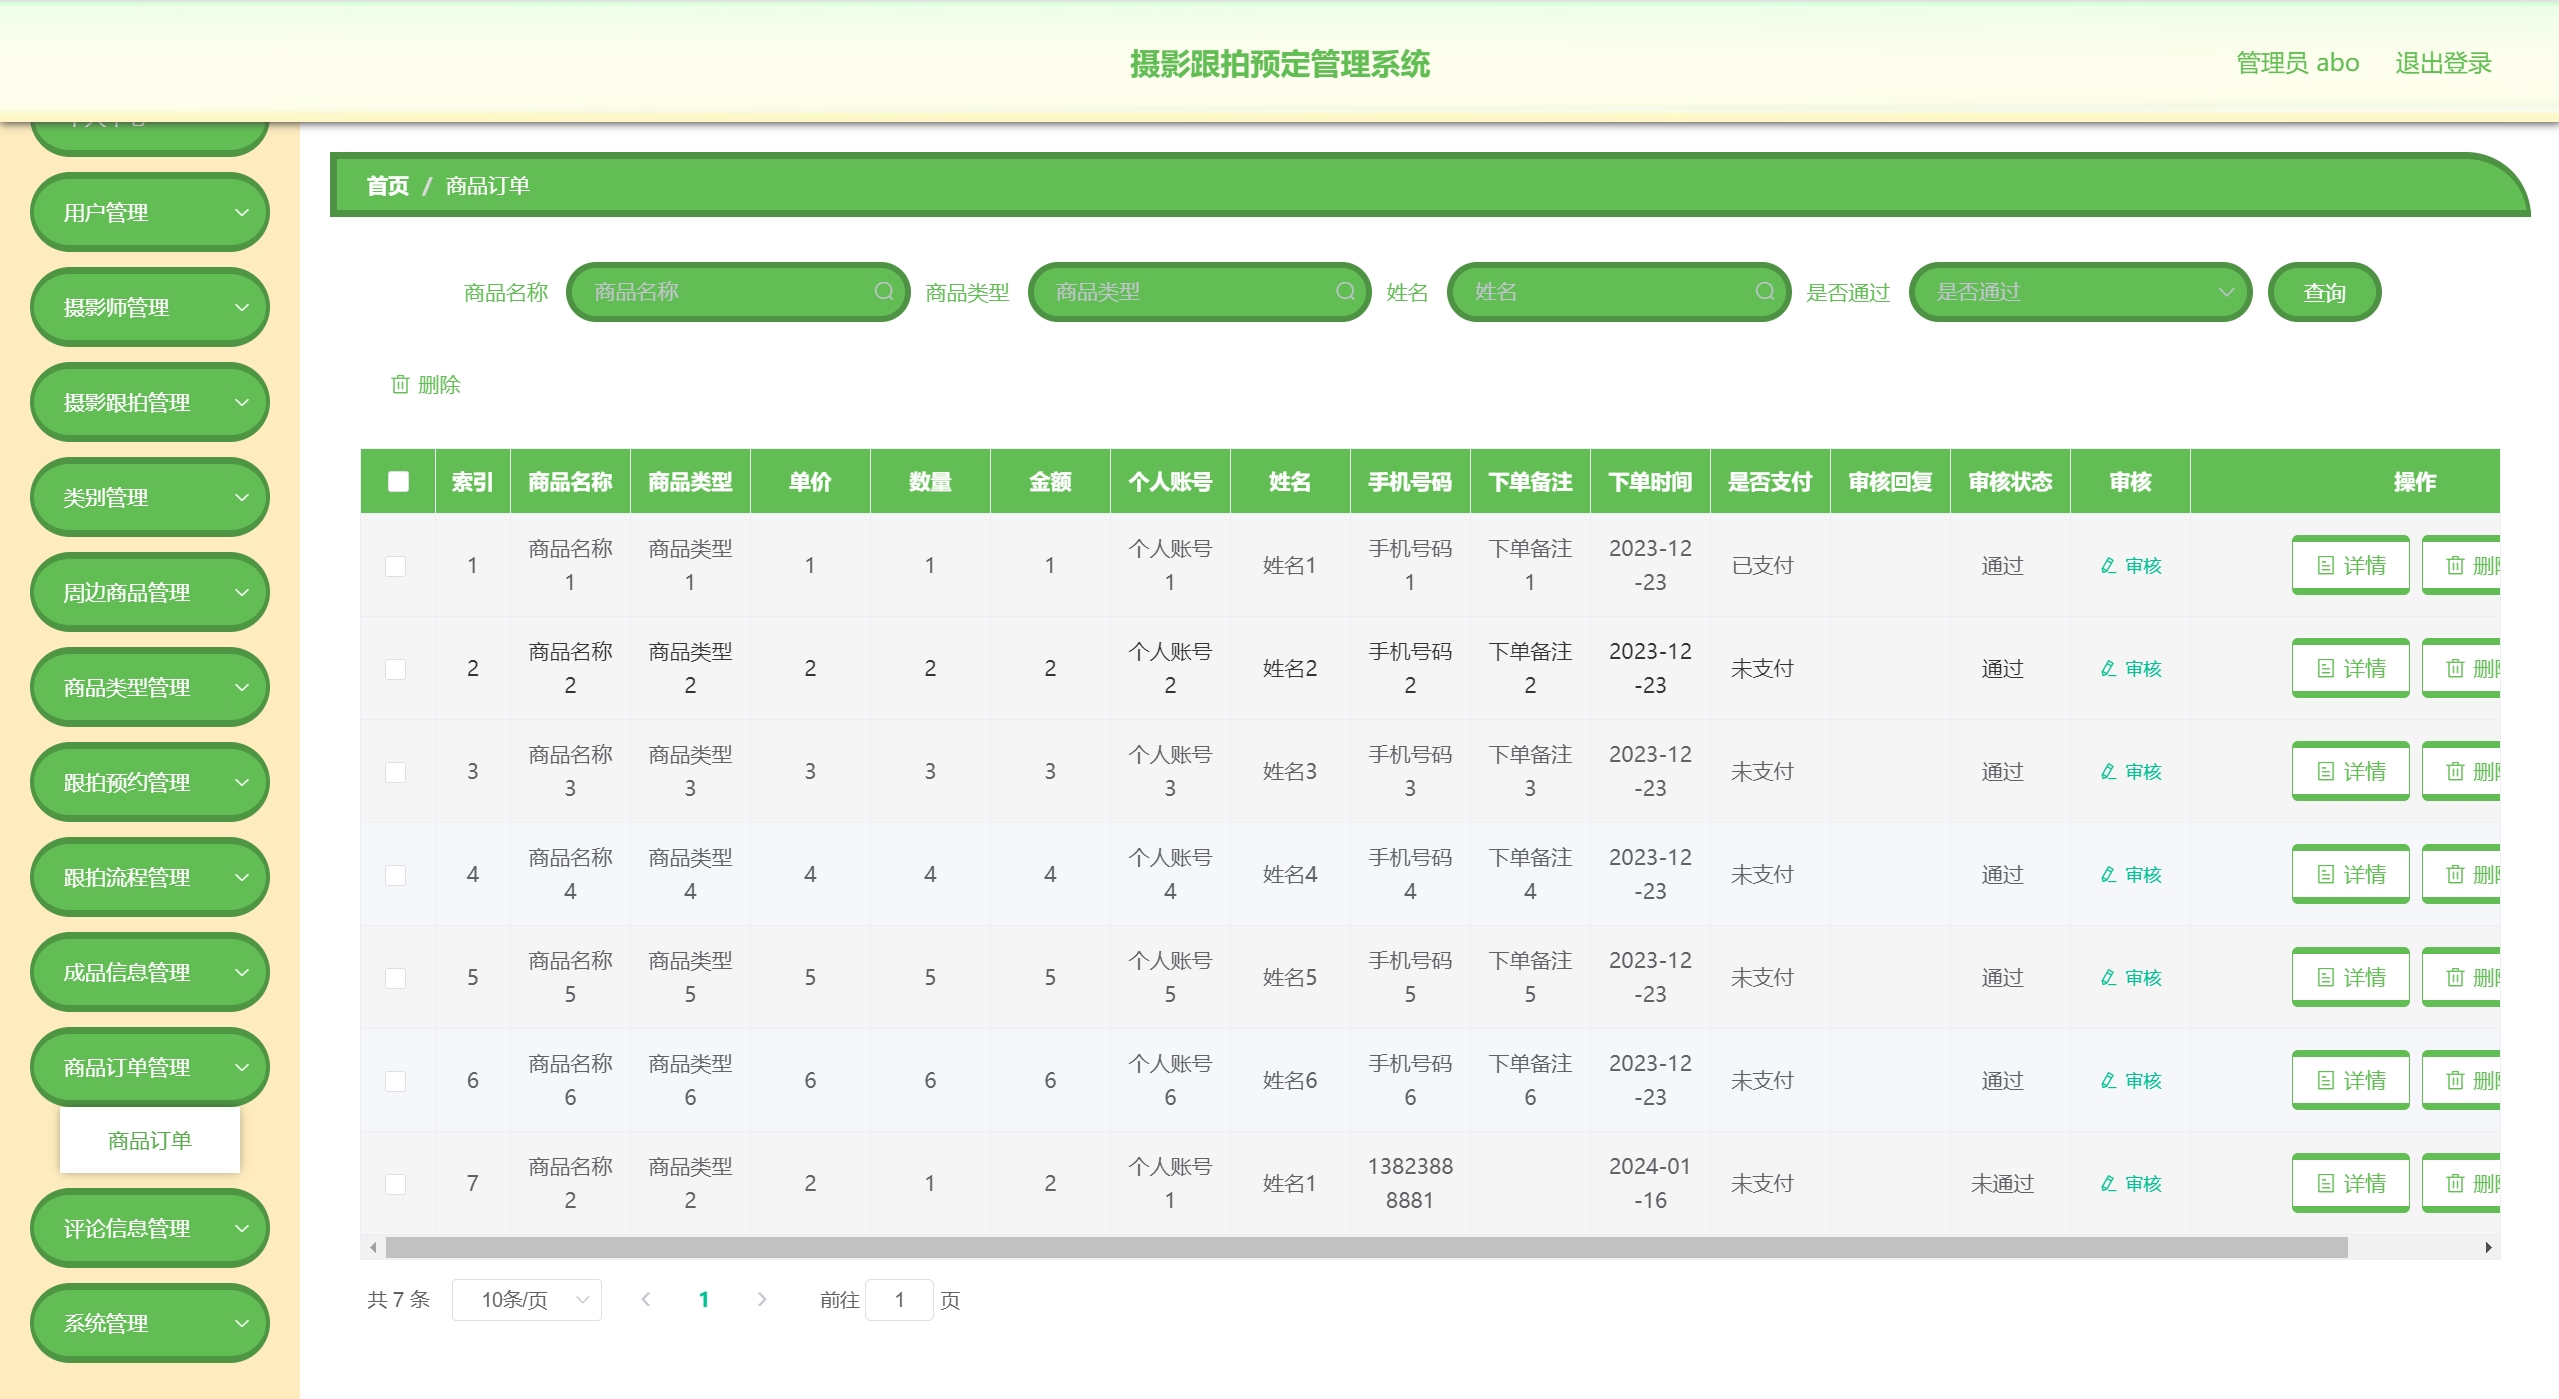 摄影跟拍预定管理系统
管理员 abo
退出登录
用户管理
摄影师管理
摄影跟拍管理
类别管理
周边商品管理
商品类型管理
跟拍预约管理
跟拍流程管理
成品信息管理
商品订单管理
商品订单
评论信息管理
系统管理
首页 / 商品订单
商品名称 商品名称 商品类型 商品类型 姓名 姓名 是否通过 是否通过 查询
删除
索引 商品名称 商品类型 单价 数量 金额 个人账号 姓名 手机号码 下单备注 下单时间 是否支付 审核回复 审核状态 审核 操作
1 商品名称1 商品类型1 1 1 1 个人账号1 姓名1 手机号码1 下单备注1 2023-12-23 已支付 通过 审核 详情
2 商品名称2 商品类型2 2 2 2 个人账号2 姓名2 手机号码2 下单备注2 2023-12-23 未支付 通过 审核 详情
3 商品名称3 商品类型3 3 3 3 个人账号3 姓名3 手机号码3 下单备注3 2023-12-23 未支付 通过 审核 详情
4 商品名称4 商品类型4 4 4 4 个人账号4 姓名4 手机号码4 下单备注4 2023-12-23 未支付 通过 审核 详情
5 商品名称5 商品类型5 5 5 5 个人账号5 姓名5 手机号码5 下单备注5 2023-12-23 未支付 通过 审核 详情
6 商品名称6 商品类型6 6 6 6 个人账号6 姓名6 手机号码6 下单备注6 2023-12-23 未支付 通过 审核 详情
7 商品名称2 商品类型2 2 1 2 个人账号1 姓名1 13823888881 2024-01-16 未支付 未通过 审核 详情
共 7 条 10条/页 1 前往 1 页